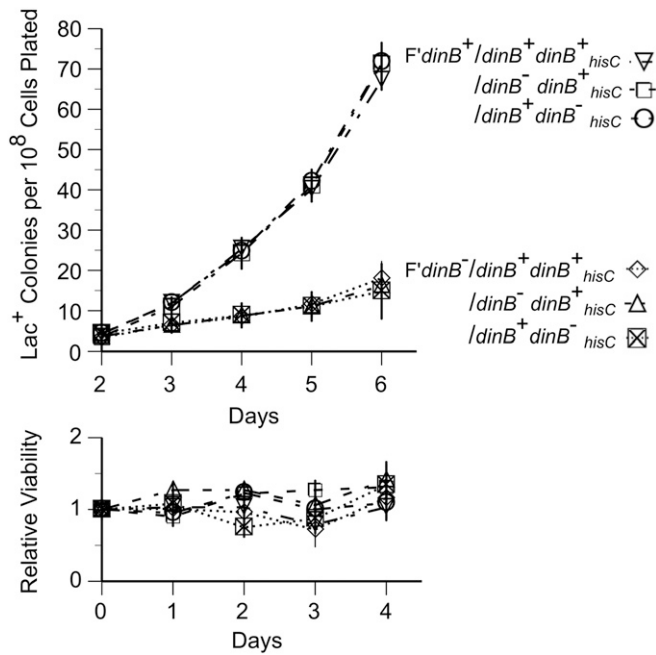 80
70
60
50
40
30
20
10
0
Lac+ Colonies per 10^8 Cells Plated
2 3 4 5 6
Days
F'dinB+/dinB+dinB+ hisC
/dinB- dinB+ hisC
/dinB+dinB- hisC
F'dinB-/dinB+dinB+ hisC
/dinB- dinB+ hisC
/dinB+dinB- hisC
2
1
0
Relative Viability
0 1 2 3 4
Days